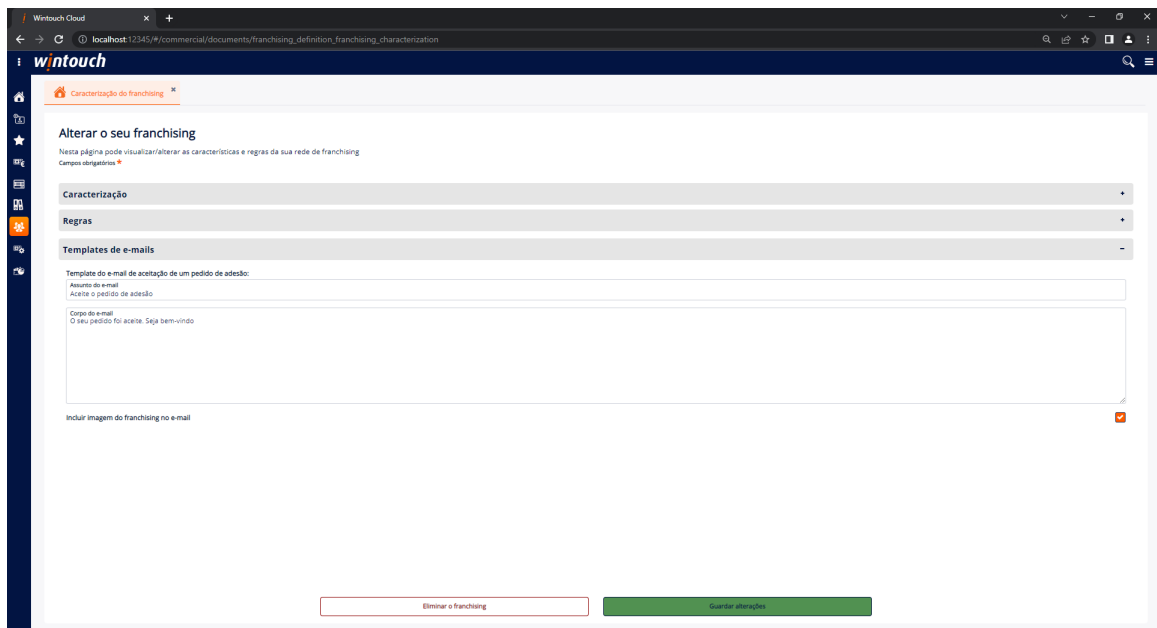 Wintouch Cloud
localhost:12345/#/commercial/documents/franchising_definition_franchising_characterization
wintouch
Caracterização do franchising
Alterar o seu franchising
Nesta página pode visualizar/alterar as características e regras da sua rede de franchising
Campos obrigatórios *
Caracterização +
Regras +
Templates de e-mails -
Template do e-mail de aceitação de um pedido de adesão:
Assunto do e-mail
Aceite o pedido de adesão
Corpo do e-mail
O seu pedido foi aceite. Seja bem-vindo
Incluir imagem do franchising no e-mail
Eliminar o franchising
Guardar alterações